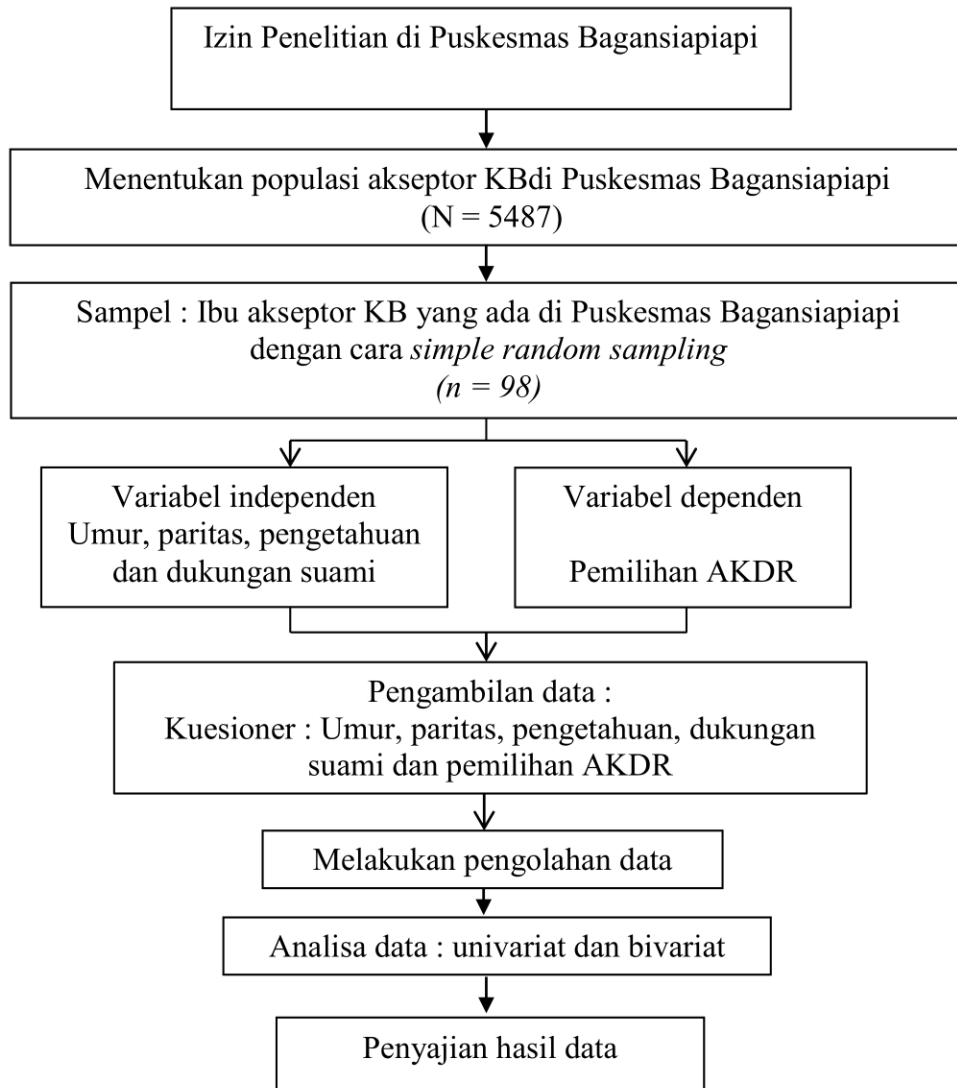 Izin Penelitian di Puskesmas Bagansiapiapi
Menentukan populasi akseptor KBdi Puskesmas Bagansiapiapi
(N = 5487)
Sampel : Ibu akseptor KB yang ada di Puskesmas Bagansiapiapi
dengan cara simple random sampling
(n = 98)
Variabel independen
Umur, paritas, pengetahuan
dan dukungan suami
Variabel dependen
Pemilihan AKDR
Pengambilan data :
Kuesioner : Umur, paritas, pengetahuan, dukungan
suami dan pemilihan AKDR
Melakukan pengolahan data
Analisa data : univariat dan bivariat
Penyajian hasil data